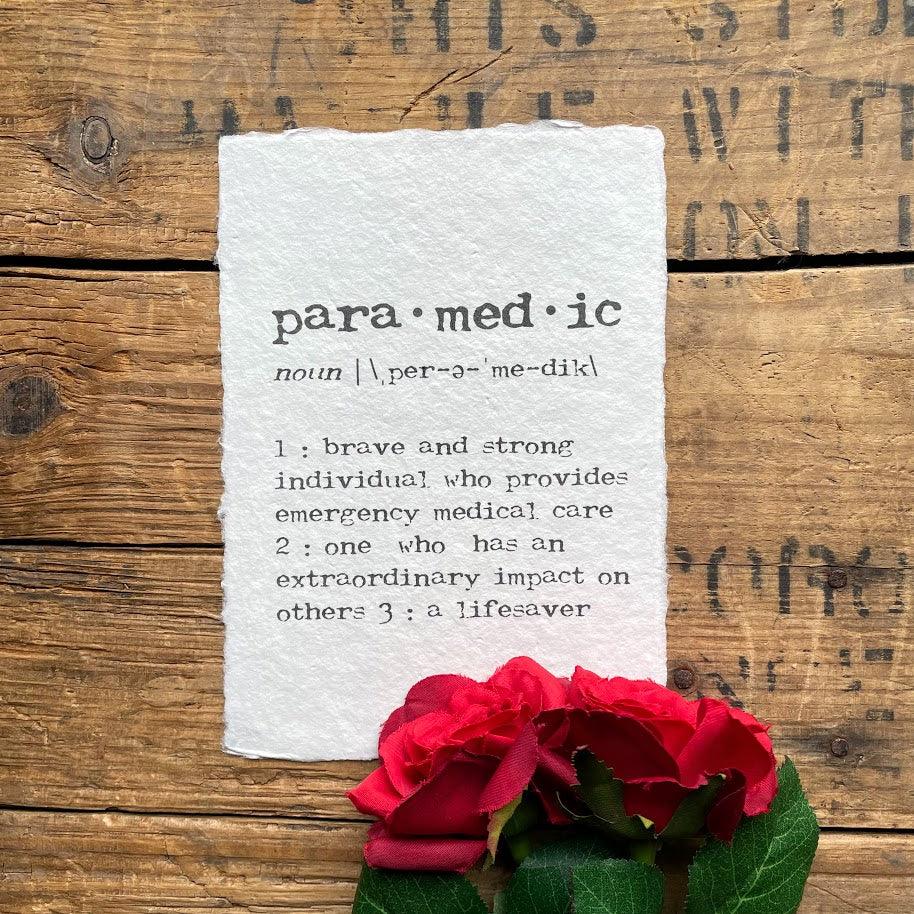 WITH
para·med·ic
noun |\ˌper-ə-ˈme-dik\
1 : brave and strong
individual who provides
emergency medical care
2 : one who has an
extraordinary impact on
others 3 : a lifesaver